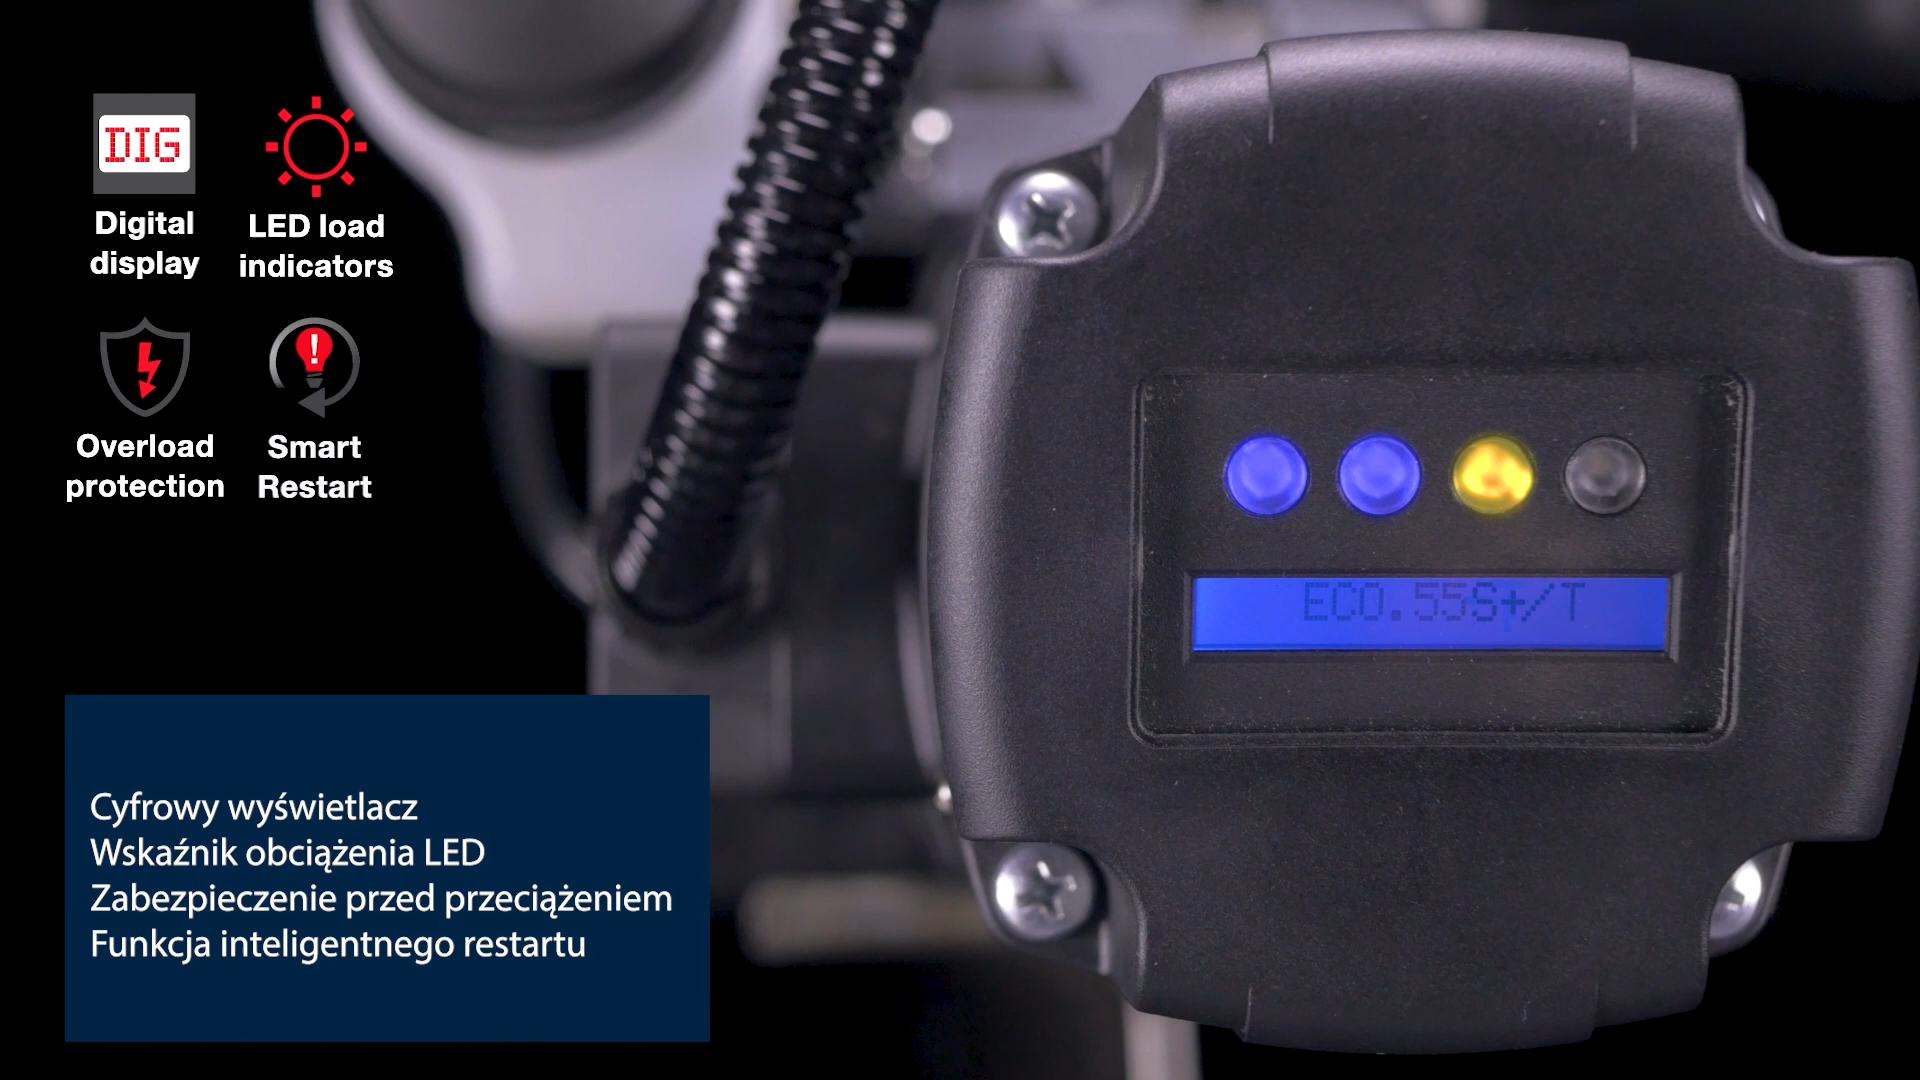 DIG
Digital
display
LED load
indicators
Overload
protection
Smart
Restart
ECO.55S+/T
Cyfrowy wyświetlacz
Wskaźnik obciążenia LED
Zabezpieczenie przed przeciążeniem
Funkcja inteligentnego restartu